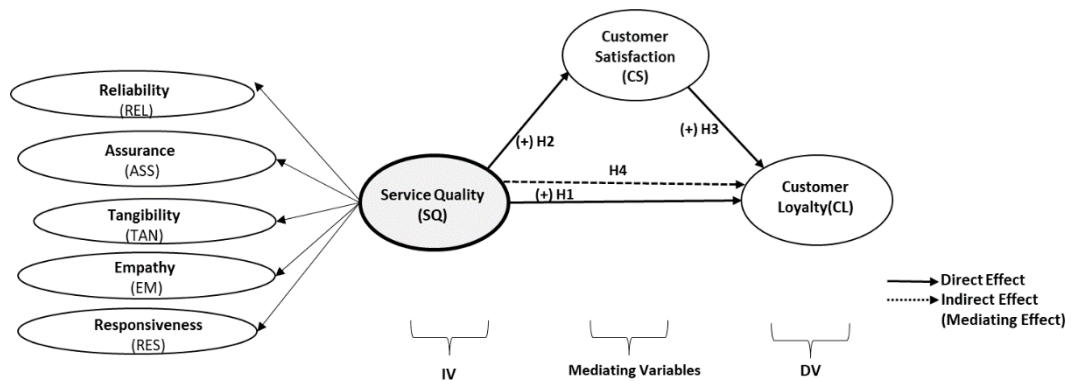 Reliability
(REL)
Assurance
(ASS)
Tangibility
(TAN)
Empathy
(EM)
Responsiveness
(RES)
Service Quality
(SQ)
Customer
Satisfaction
(CS)
(+) H2
(+) H3
H4
(+) H1
Customer
Loyalty(CL)
Direct Effect
Indirect Effect
(Mediating Effect)
IV
Mediating Variables
DV